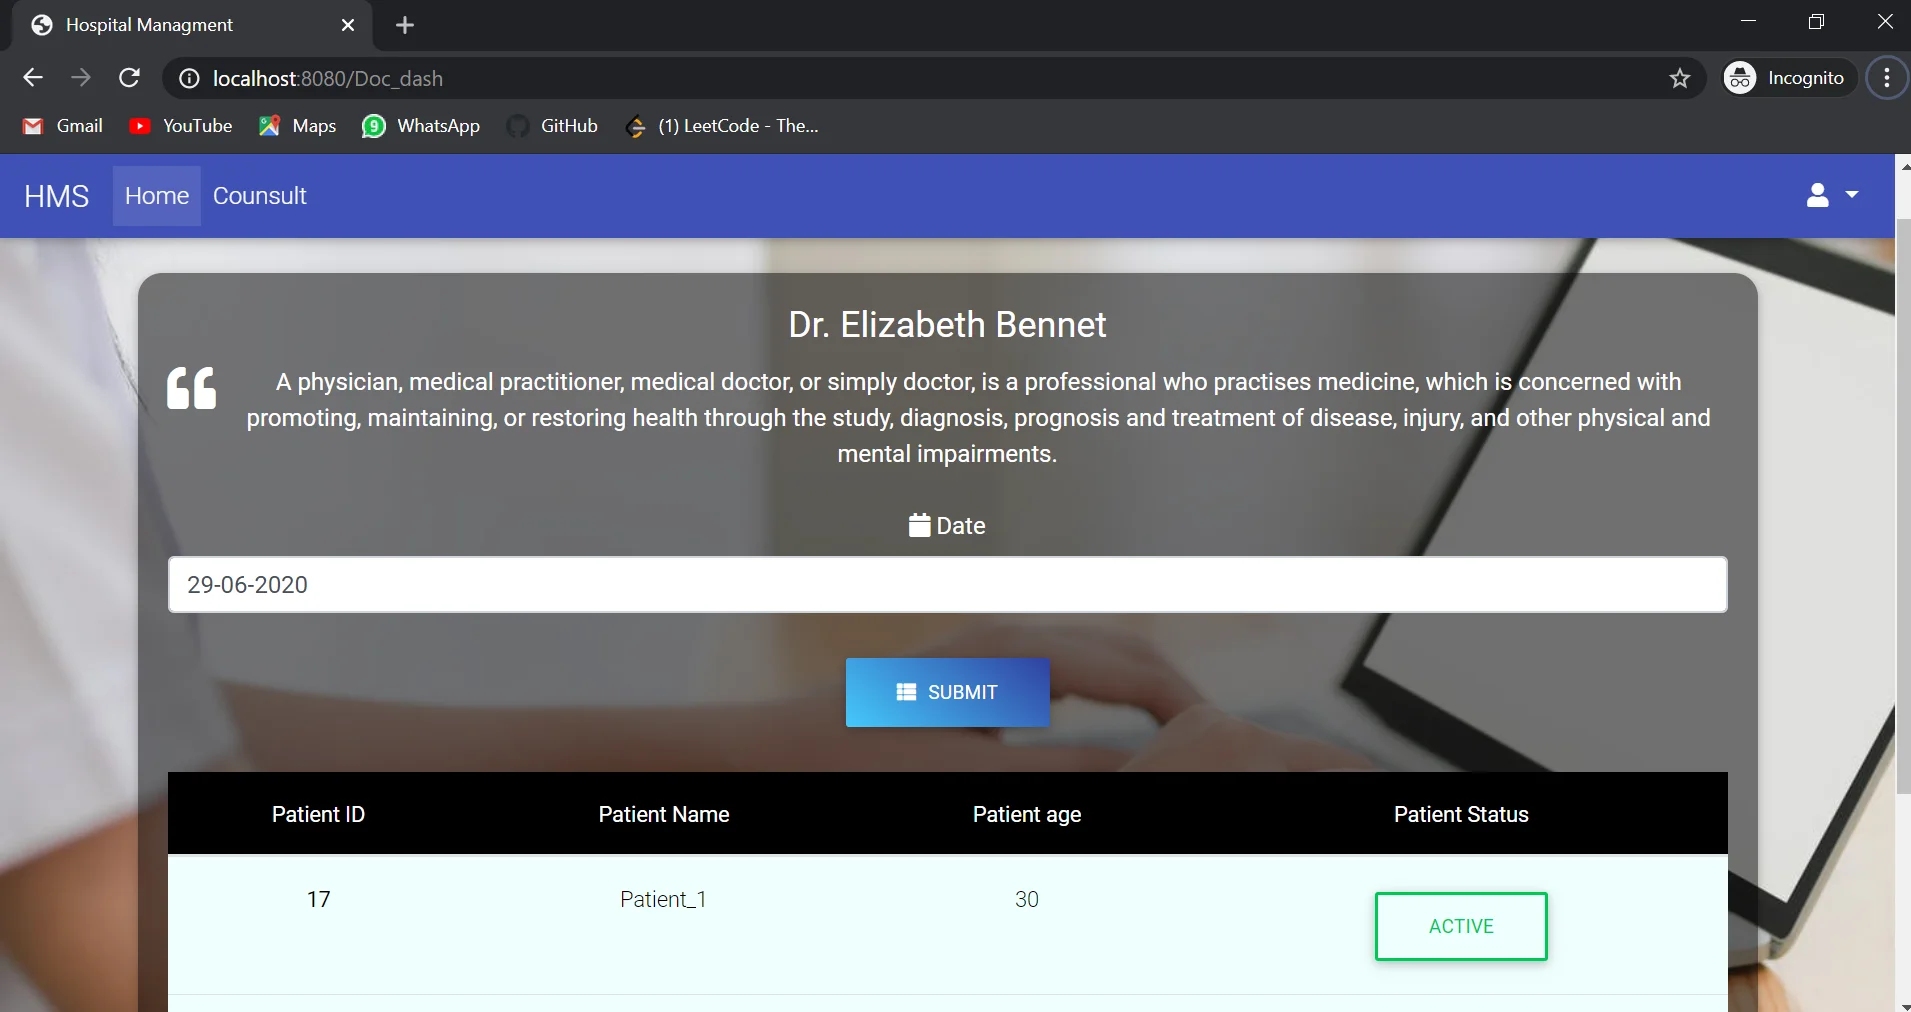 Hospital Managment
localhost:8080/Doc_dash
Incognito
Gmail YouTube Maps 9 WhatsApp GitHub (1) LeetCode - The...
HMS Home Counsult
Dr. Elizabeth Bennet
A physician, medical practitioner, medical doctor, or simply doctor, is a professional who practises medicine, which is concerned with
promoting, maintaining, or restoring health through the study, diagnosis, prognosis and treatment of disease, injury, and other physical and
mental impairments.
Date
29-06-2020
SUBMIT
Patient ID Patient Name Patient age Patient Status
17 Patient_1 30 ACTIVE